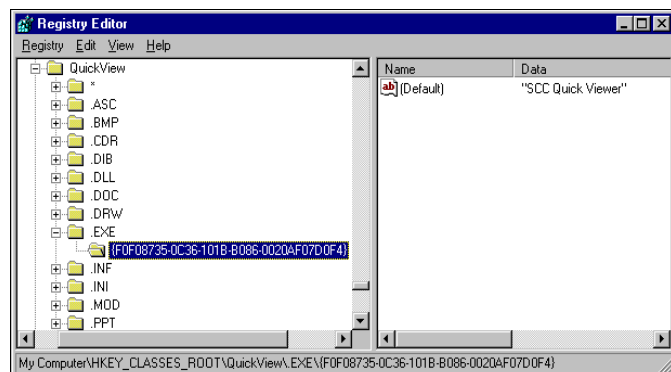 Registry Editor
Registry Edit View Help
QuickView
*
.ASC
.BMP
.CDR
.DIB
.DLL
.DOC
.DRW
.EXE
{F0F08735-0C36-101B-B086-0020AF07D0F4}
.INF
.INI
.MOD
.PPT
Name Data
ab (Default) "SCC Quick Viewer"
My Computer\HKEY_CLASSES_ROOT\QuickView\.EXE\{F0F08735-0C36-101B-B086-0020AF07D0F4}